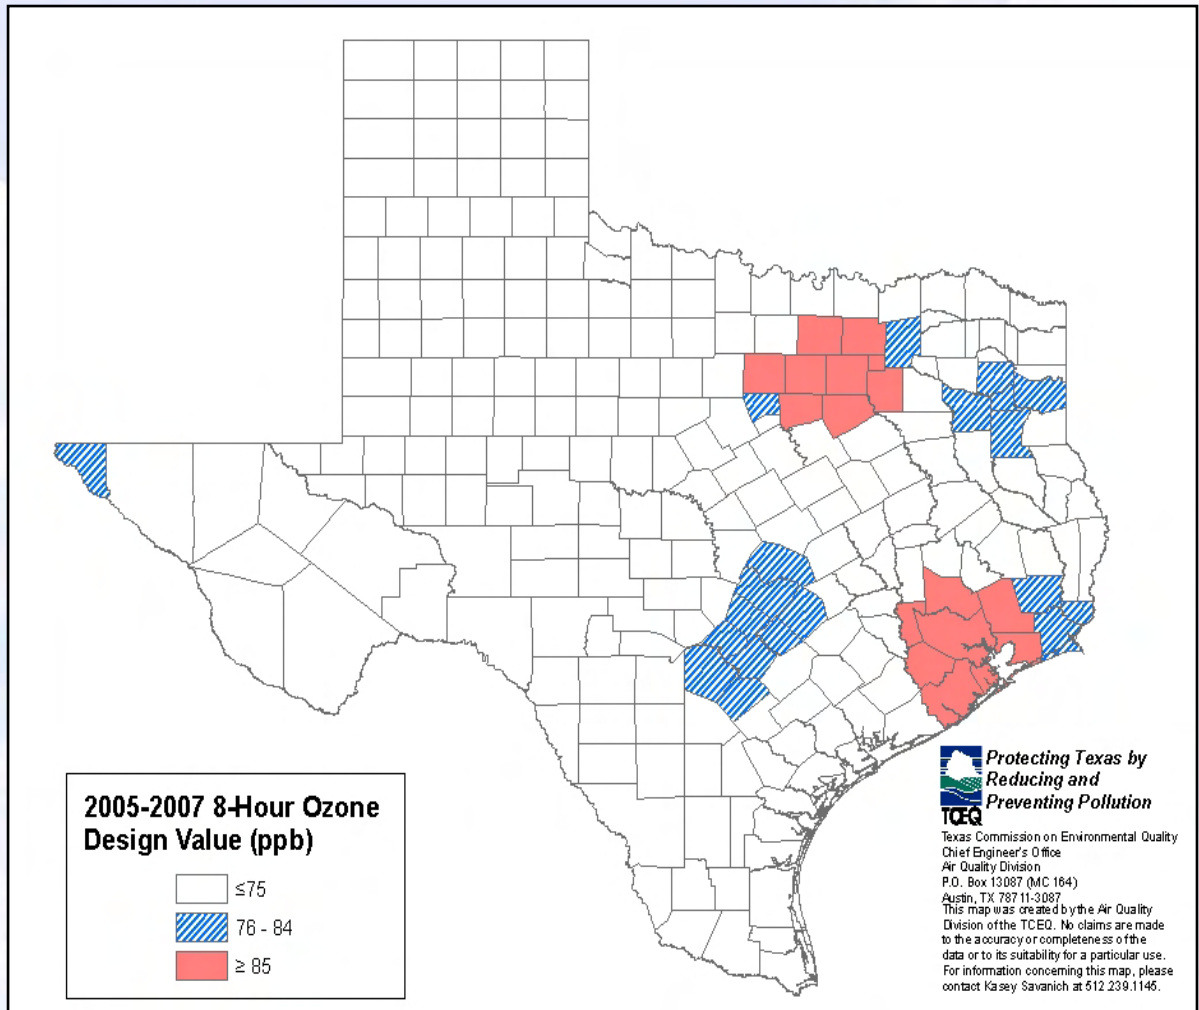 2005-2007 8-Hour Ozone
Design Value (ppb)
≤75
76 - 84
≥ 85
Protecting Texas by
Reducing and
Preventing Pollution
TCEQ
Texas Commission on Environmental Quality
Chief Engineer's Office
Air Quality Division
P.O. Box 13087 (MC 164)
Austin, TX 78711-3087
This map was created by the Air Quality
Division of the TCEQ. No claims are made
to the accuracy or completeness of the
data or to its suitability for a particular use.
For information concerning this map, please
contact Kasey Savanich at 512.239.1145.